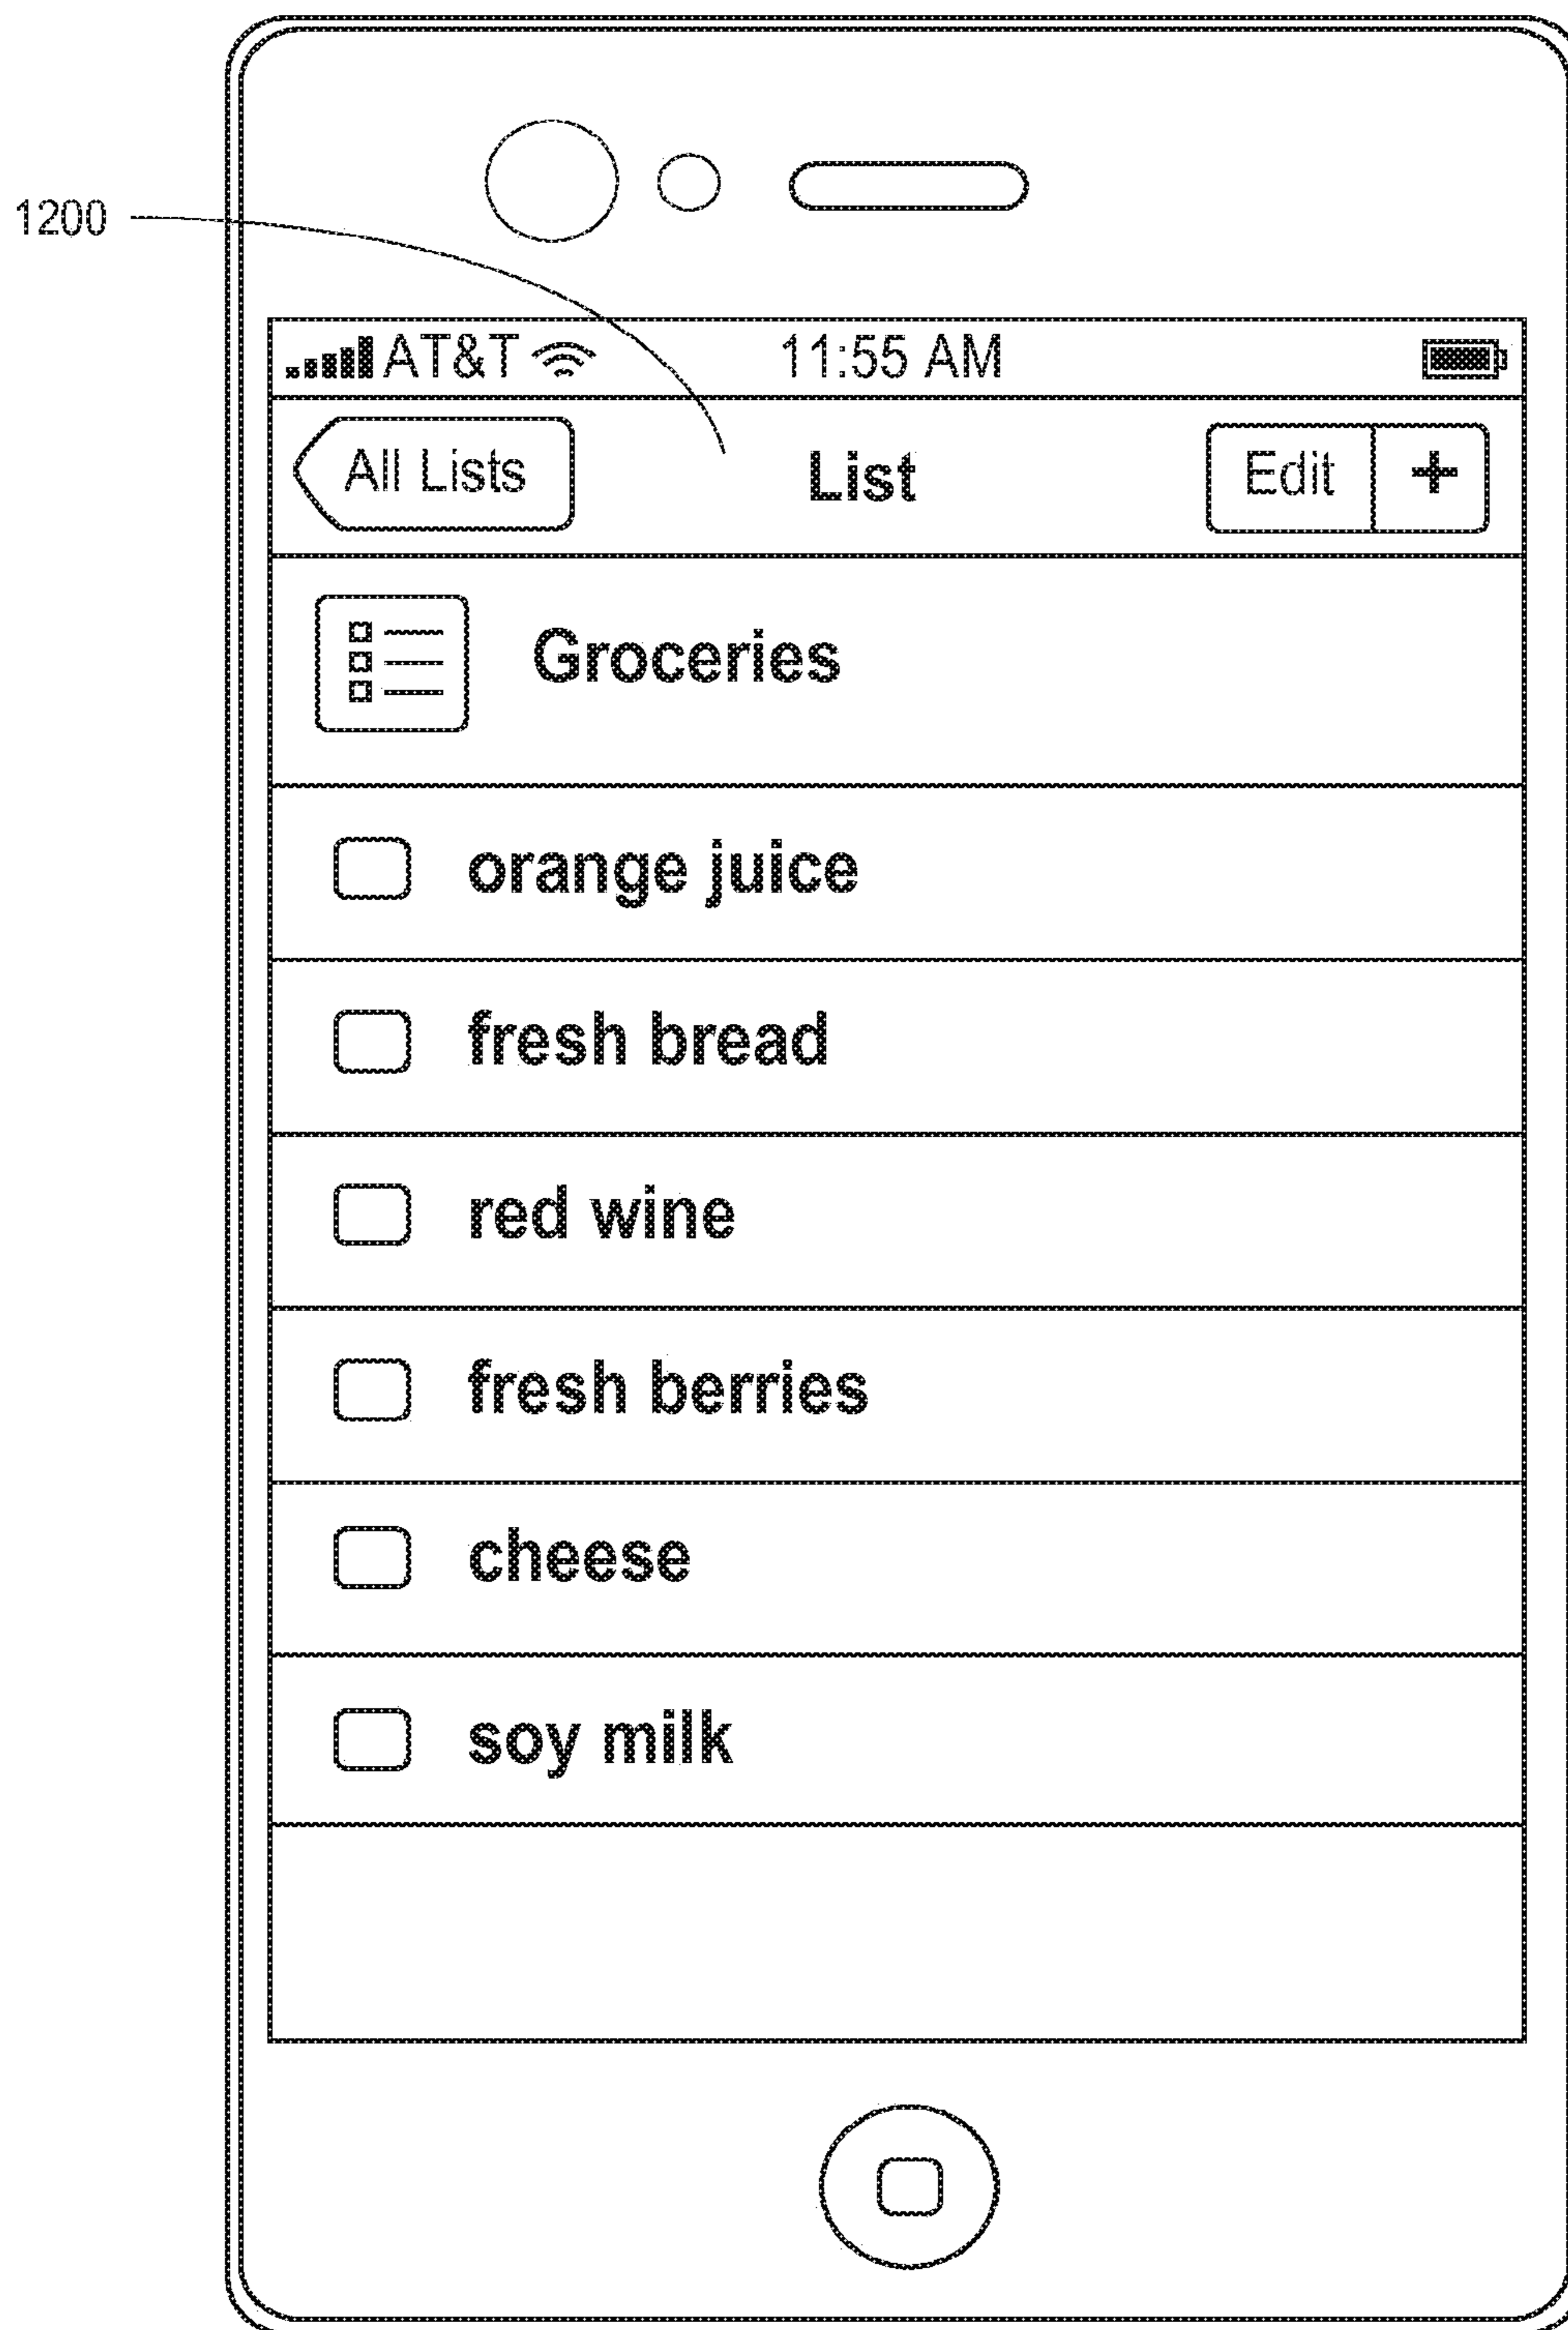 1200
AT&T 11:55 AM
All Lists List Edit +
Groceries
orange juice
fresh bread
red wine
fresh berries
cheese
soy milk